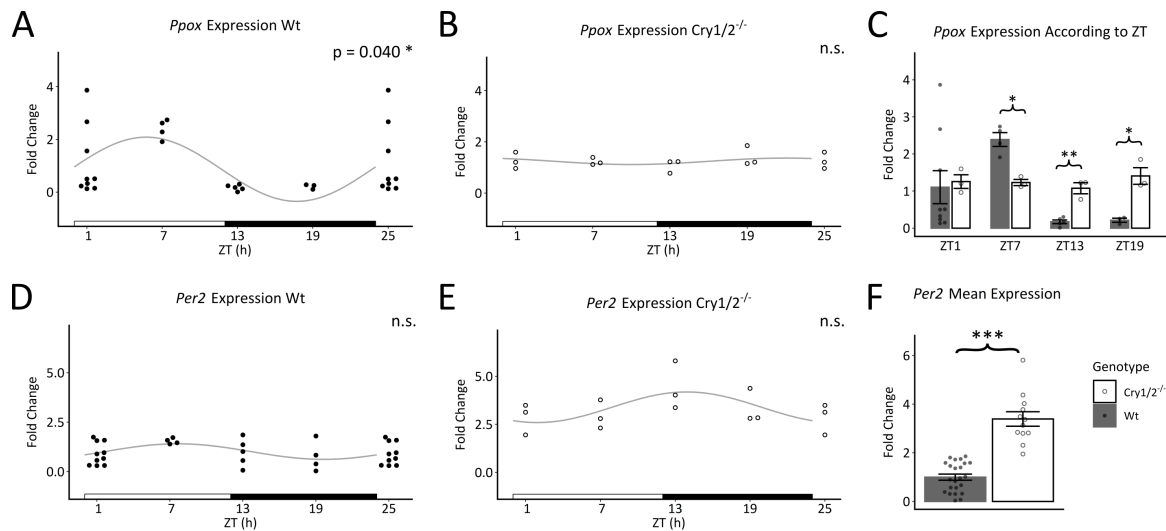 A
Ppox Expression Wt
p = 0.040 *
Fold Change
4
2
0
1 7 13 19 25
ZT (h)
B
Ppox Expression Cry1/2-/-
n.s.
Fold Change
4
2
0
1 7 13 19 25
ZT (h)
C
Ppox Expression According to ZT
Fold Change
4
3
2
1
0
*
**
*
ZT1 ZT7 ZT13 ZT19
D
Per2 Expression Wt
n.s.
Fold Change
5.0
2.5
0.0
1 7 13 19 25
ZT (h)
E
Per2 Expression Cry1/2-/-
n.s.
Fold Change
5.0
2.5
0.0
1 7 13 19 25
ZT (h)
F
Per2 Mean Expression
***
Fold Change
6
4
2
0
Genotype
Cry1/2-/-
Wt